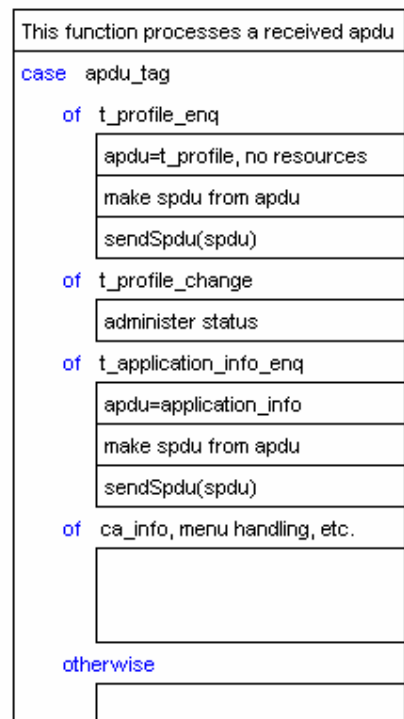 This function processes a received apdu
case apdu_tag
of t_profile_enq
apdu=t_profile, no resources
make spdu from apdu
sendSpdu(spdu)
of t_profile_change
administer status
of t_application_info_enq
apdu=application_info
make spdu from apdu
sendSpdu(spdu)
of ca_info, menu handling, etc.
otherwise